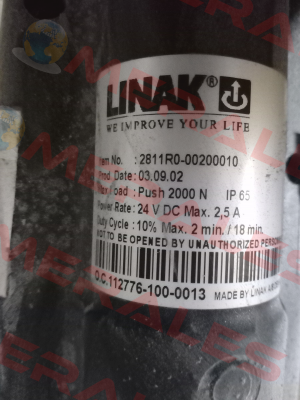 LINAK®
WE IMPROVE YOUR LIFE
Item No. : 2811R0-00200010
Prod. Date: 03.09.02
Max Load : Push 2000 N IP 65
Power Rate: 24 V DC Max. 2,5 A
Duty Cycle : 10% Max. 2 min. / 18 min.
NOT TO BE OPENED BY UNAUTHORIZED PERSON
O.C.112776-100-0013 MADE BY LINAK